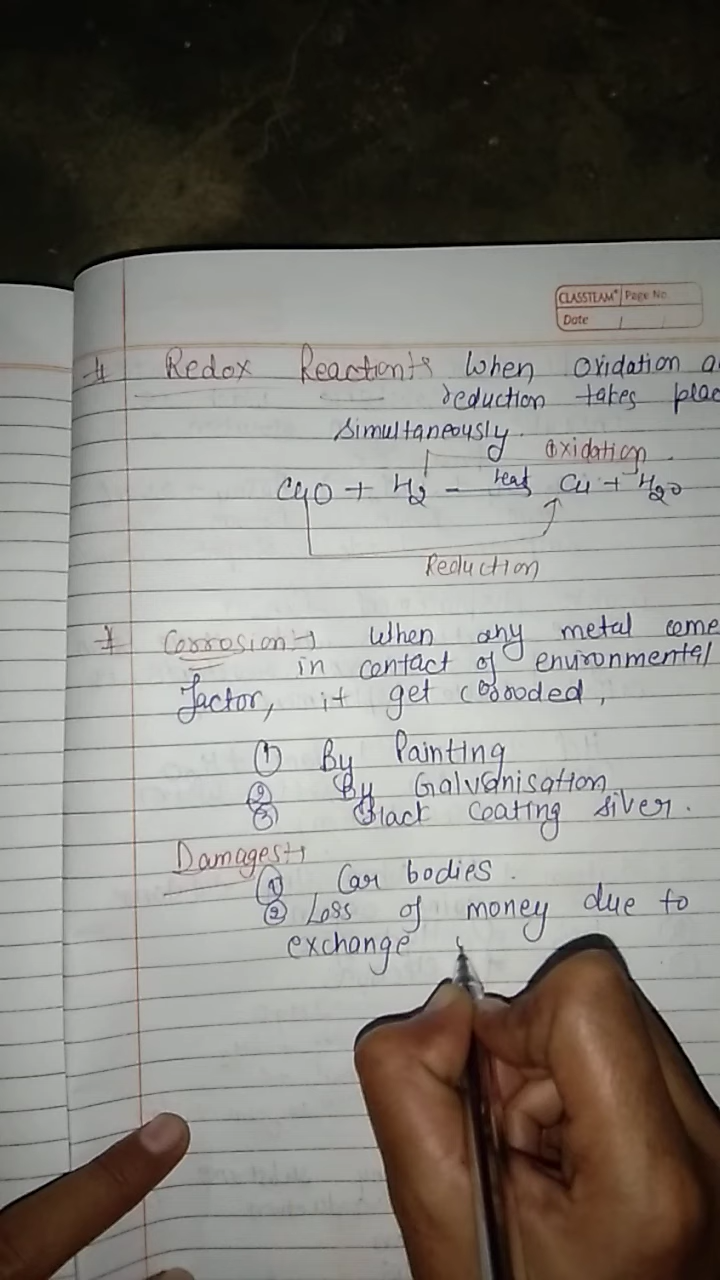 CLASSTEAM Page No.
Date / /
Redox Reaction:→ When oxidation a
reduction takes plac
simultaneously.
Oxidation
CuO + H2 heat Cu + H2O
Reduction
Corrosion:→ When any metal come
in contact of environmental
factor, it get corroded,
① By Painting
② By Galvanisation
③ Black coating silver.
Damages:→
① Car bodies.
② Loss of money due to
exchange